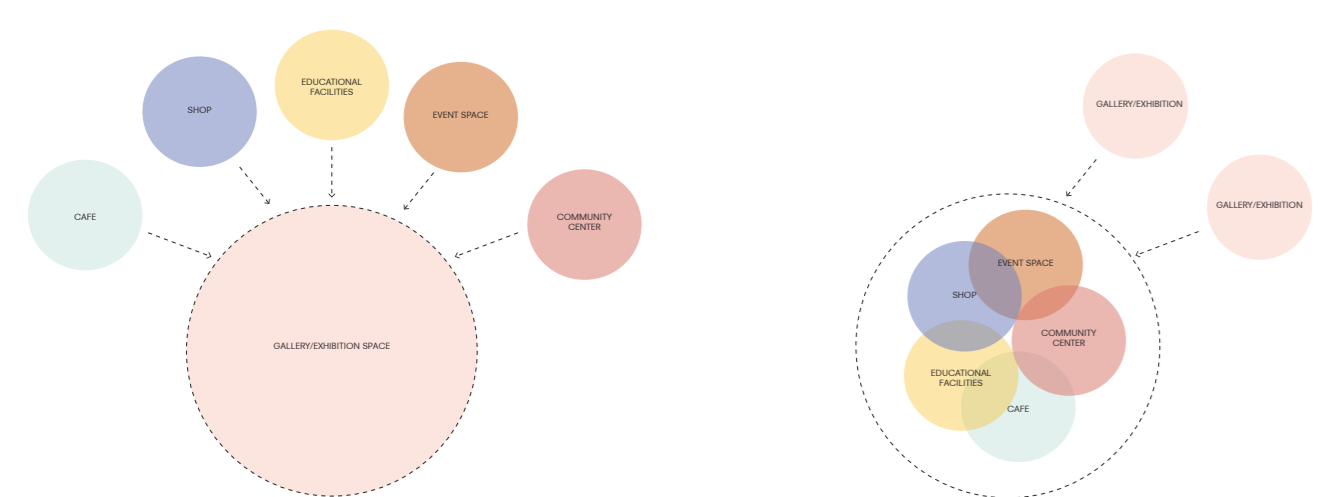 EDUCATIONAL
FACILITIES
SHOP
EVENT SPACE
CAFE
COMMUNITY
CENTER
GALLERY/EXHIBITION SPACE
GALLERY/EXHIBITION
GALLERY/EXHIBITION
EVENT SPACE
SHOP
COMMUNITY
CENTER
EDUCATIONAL
FACILITIES
CAFE